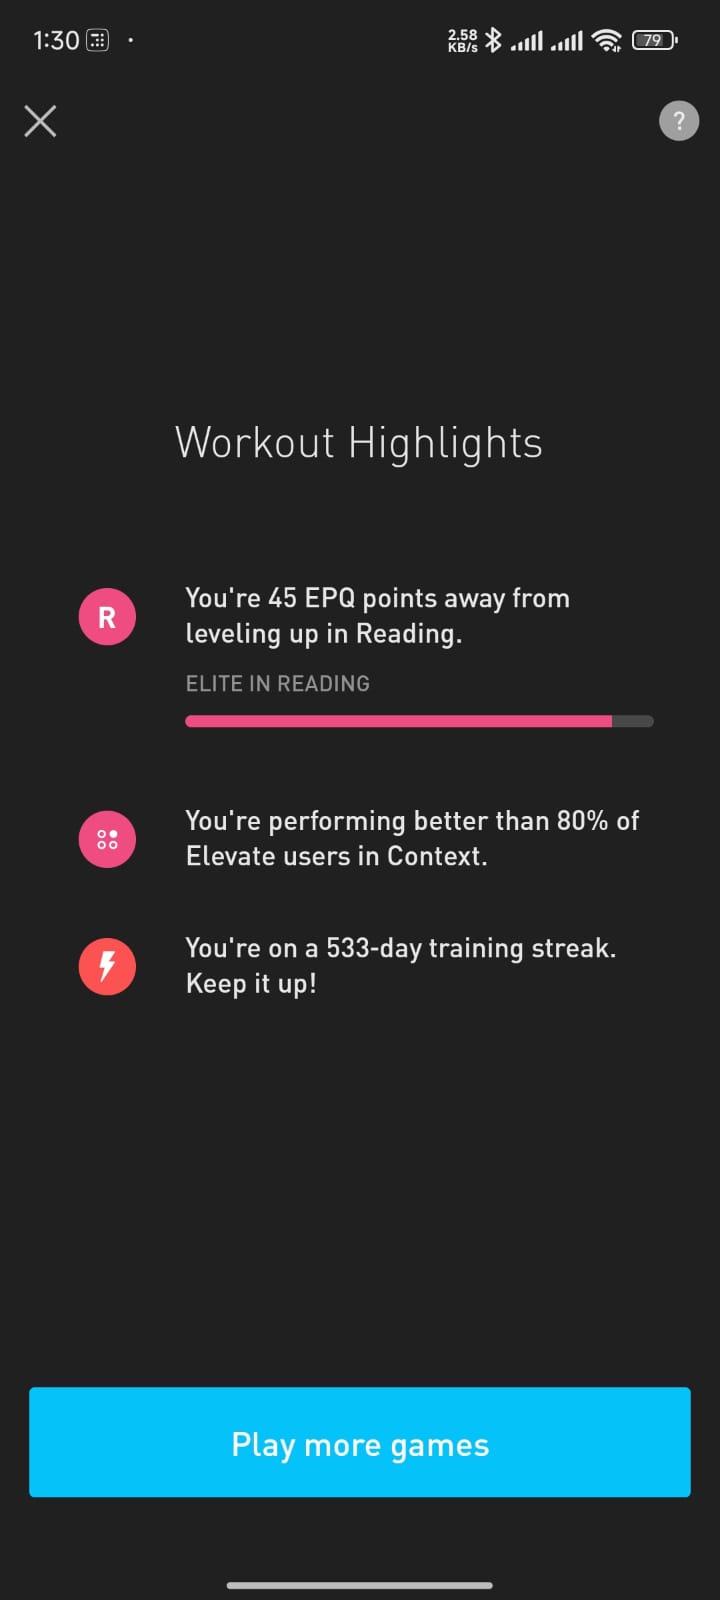 1:30
2.58
KB/s
79
?
Workout Highlights
R
You're 45 EPQ points away from
leveling up in Reading.
ELITE IN READING
You're performing better than 80% of
Elevate users in Context.
You're on a 533-day training streak.
Keep it up!
Play more games